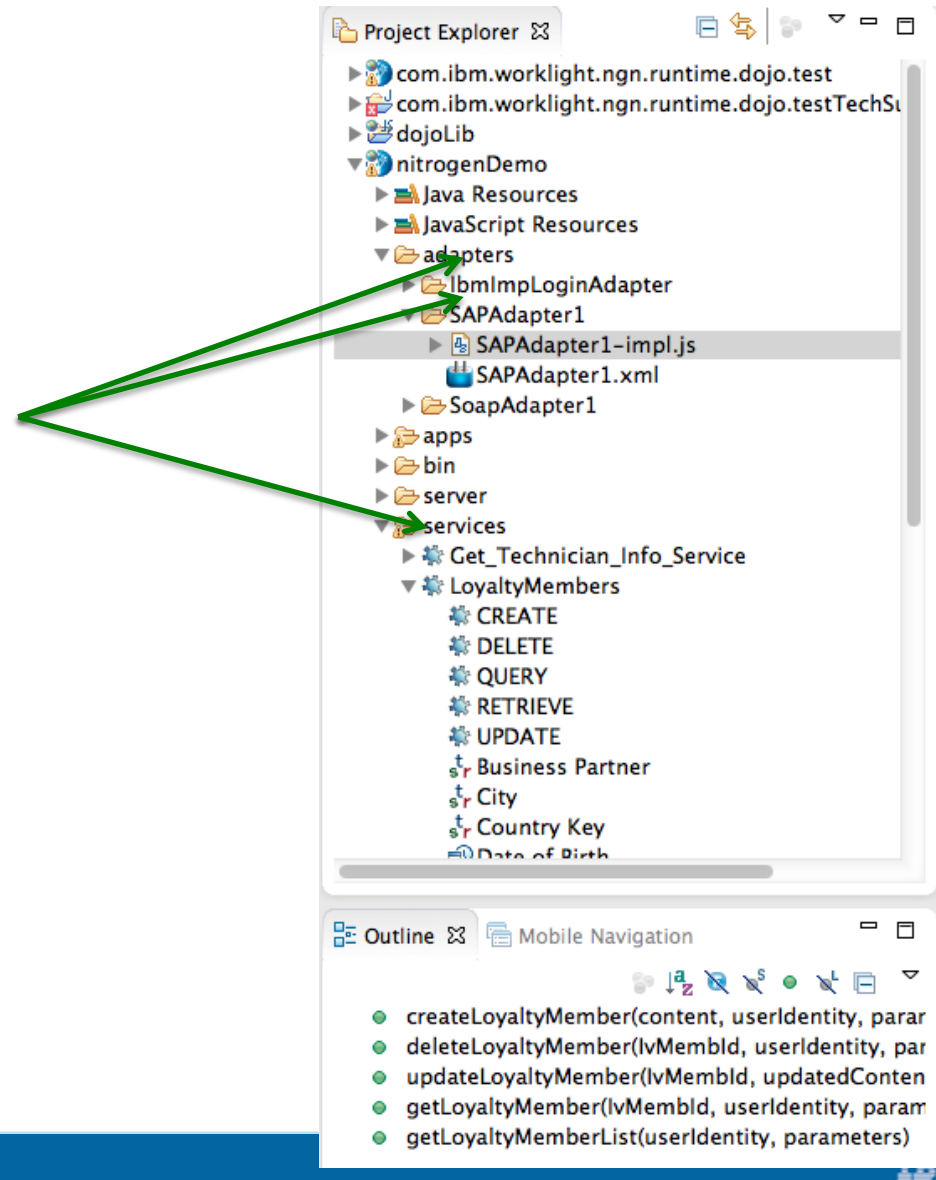 Project Explorer
com.ibm.worklight.ngn.runtime.dojo.test
com.ibm.worklight.ngn.runtime.dojo.testTechSu
dojoLib
nitrogenDemo
Java Resources
JavaScript Resources
adapters
IbmImpLoginAdapter
SAPAdapter1
SAPAdapter1-impl.js
SAPAdapter1.xml
SoapAdapter1
apps
bin
server
services
Get_Technician_Info_Service
LoyaltyMembers
CREATE
DELETE
QUERY
RETRIEVE
UPDATE
Business Partner
City
Country Key
Date of Birth
Outline Mobile Navigation
createLoyaltyMember(content, userIdentity, parar
deleteLoyaltyMember(lvMembId, userIdentity, par
updateLoyaltyMember(lvMembId, updatedConten
getLoyaltyMember(lvMembId, userIdentity, param
getLoyaltyMemberList(userIdentity, parameters)